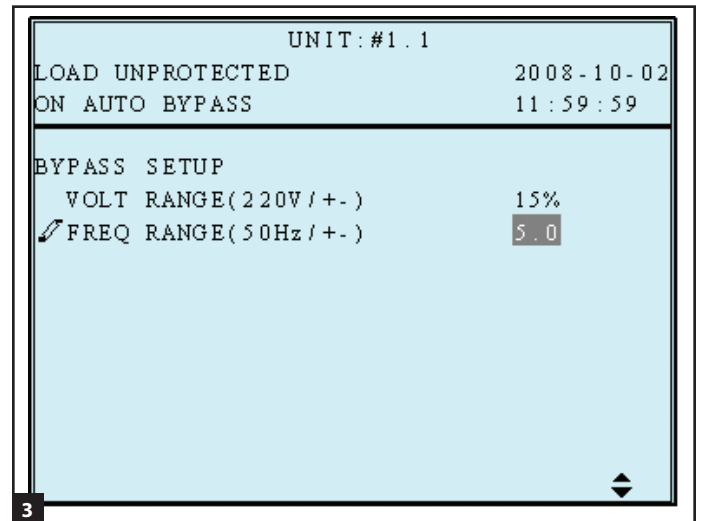 UNIT:#1.1
LOAD UNPROTECTED 2008-10-02
ON AUTO BYPASS 11:59:59
BYPASS SETUP
VOLT RANGE(220V/+-) 15%
FREQ RANGE(50Hz/+-) 5.0
3